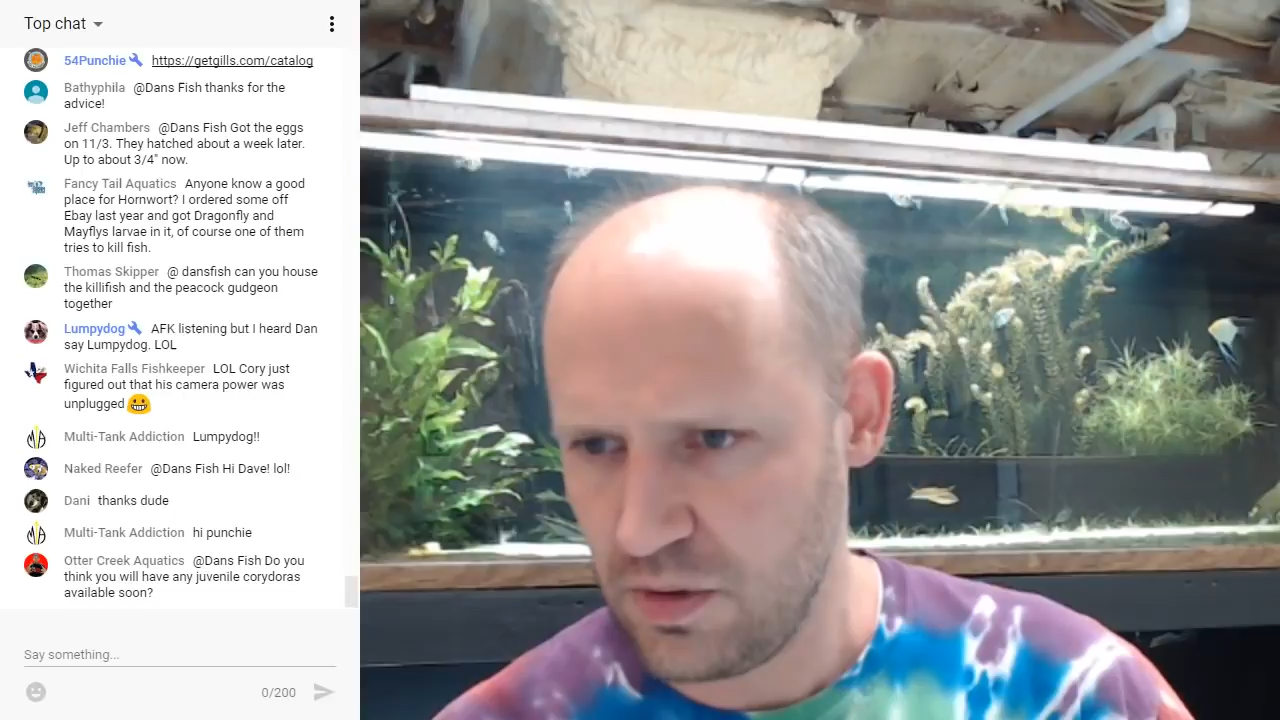 Top chat
54Punchie https://getgills.com/catalog
Bathyphila @Dans Fish thanks for the
advice!
Jeff Chambers @Dans Fish Got the eggs
on 11/3. They hatched about a week later.
Up to about 3/4" now.
Fancy Tail Aquatics Anyone know a good
place for Hornwort? I ordered some off
Ebay last year and got Dragonfly and
Mayflys larvae in it, of course one of them
tries to kill fish.
Thomas Skipper @ dansfish can you house
the killifish and the peacock gudgeon
together
Lumpydog AFK listening but I heard Dan
say Lumpydog. LOL
Wichita Falls Fishkeeper LOL Cory just
figured out that his camera power was
unplugged
Multi-Tank Addiction Lumpydog!!
Naked Reefer @Dans Fish Hi Dave! lol!
Dani thanks dude
Multi-Tank Addiction hi punchie
Otter Creek Aquatics @Dans Fish Do you
think you will have any juvenile corydoras
available soon?
Say something...
0/200